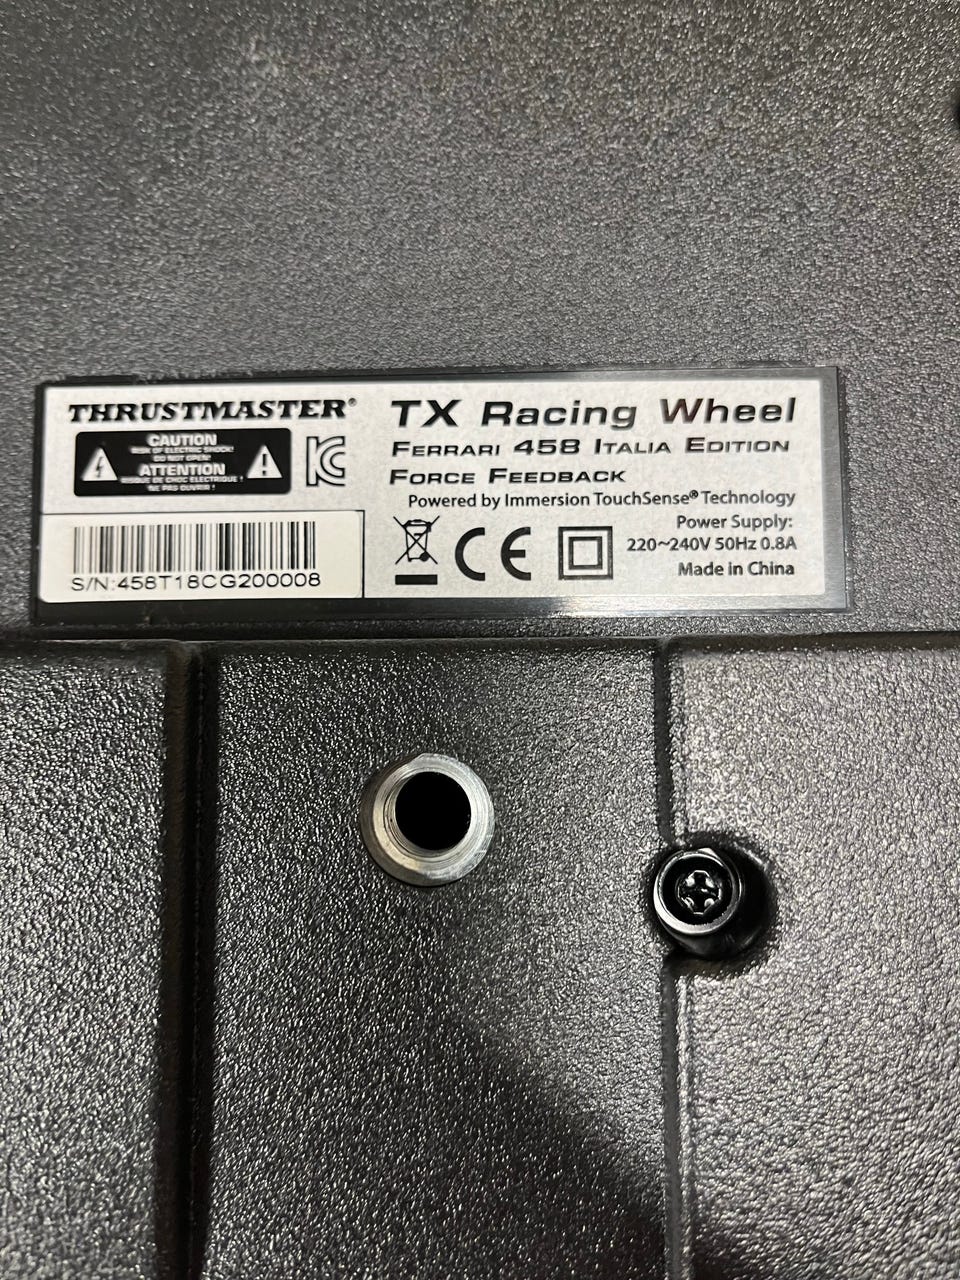 THRUSTMASTER®
CAUTION
RISK OF ELECTRIC SHOCK!
DO NOT OPEN!
ATTENTION
RISQUE DE CHOC ELECTRIQUE !
NE PAS OUVRIR !
S/N:458T18CG200008
TX Racing Wheel
FERRARI 458 ITALIA EDITION
FORCE FEEDBACK
Powered by Immersion TouchSense® Technology
CE
Power Supply:
220~240V 50Hz 0.8A
Made in China